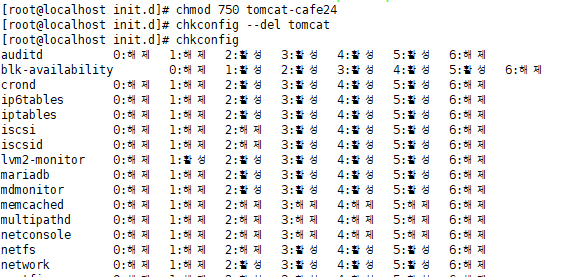 [root@localhost init.d]# chmod 750 tomcat-cafe24
[root@localhost init.d]# chkconfig --del tomcat
[root@localhost init.d]# chkconfig
auditd 0:해 제 1:해 제 2:활 성 3:활 성 4:활 성 5:활 성 6:해 제
blk-availability 0:해 제 1:활 성 2:활 성 3:활 성 4:활 성 5:활 성 6:해 제
crond 0:해 제 1:해 제 2:활 성 3:활 성 4:활 성 5:활 성 6:해 제
ip6tables 0:해 제 1:해 제 2:활 성 3:활 성 4:활 성 5:활 성 6:해 제
iptables 0:해 제 1:해 제 2:활 성 3:활 성 4:활 성 5:활 성 6:해 제
iscsi 0:해 제 1:해 제 2:해 제 3:활 성 4:활 성 5:활 성 6:해 제
iscsid 0:해 제 1:해 제 2:해 제 3:활 성 4:활 성 5:활 성 6:해 제
lvm2-monitor 0:해 제 1:활 성 2:활 성 3:활 성 4:활 성 5:활 성 6:해 제
mariadb 0:해 제 1:해 제 2:활 성 3:활 성 4:활 성 5:활 성 6:해 제
mdmonitor 0:해 제 1:해 제 2:활 성 3:활 성 4:활 성 5:활 성 6:해 제
memcached 0:해 제 1:해 제 2:해 제 3:해 제 4:해 제 5:해 제 6:해 제
multipathd 0:해 제 1:해 제 2:해 제 3:해 제 4:해 제 5:해 제 6:해 제
netconsole 0:해 제 1:해 제 2:해 제 3:해 제 4:해 제 5:해 제 6:해 제
netfs 0:해 제 1:해 제 2:해 제 3:활 성 4:활 성 5:활 성 6:해 제
network 0:해 제 1:해 제 2:활 성 3:활 성 4:활 성 5:활 성 6:해 제